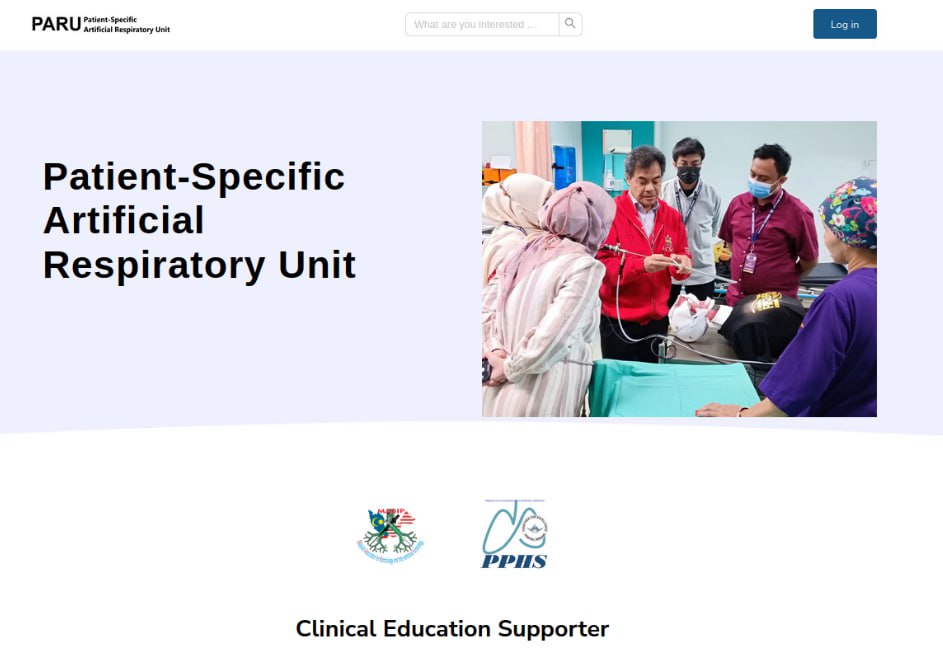 PARU Patient-Specific
Artificial Respiratory Unit
What are you interested ...
Log in
Patient-Specific
Artificial
Respiratory Unit
PPHS
Clinical Education Supporter